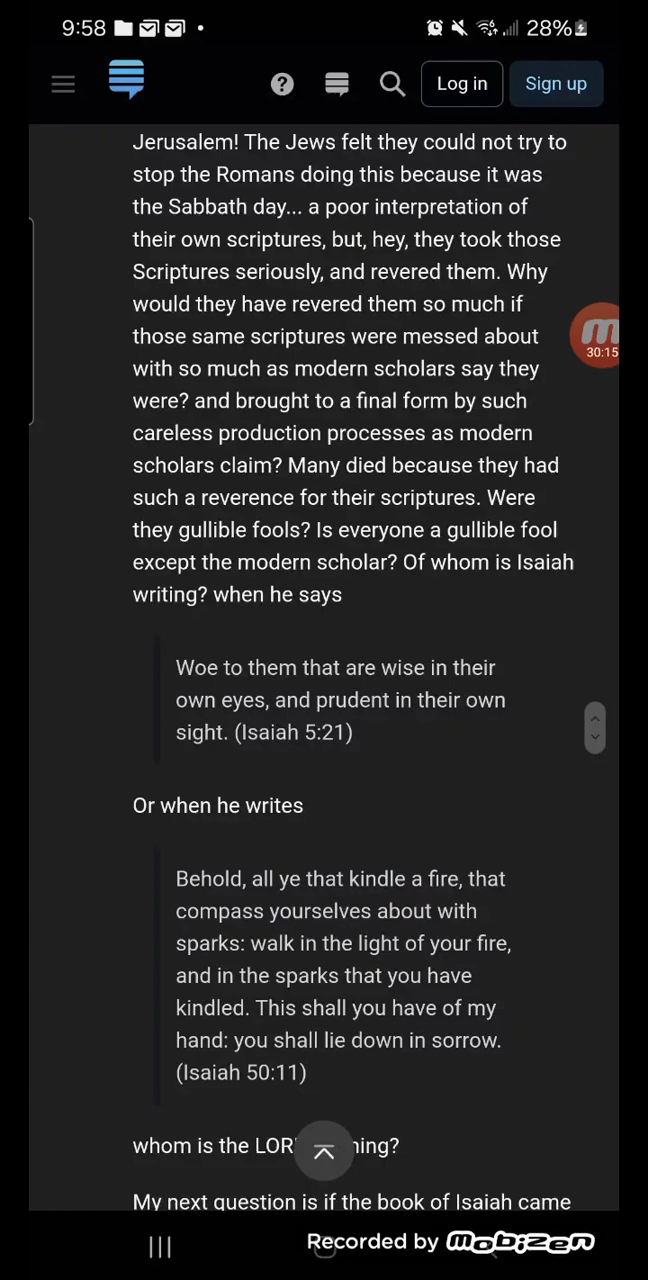 9:58
28%
Log in
Sign up
Jerusalem! The Jews felt they could not try to
stop the Romans doing this because it was
the Sabbath day... a poor interpretation of
their own scriptures, but, hey, they took those
Scriptures seriously, and revered them. Why
would they have revered them so much if
those same scriptures were messed about
with so much as modern scholars say they
were? and brought to a final form by such
careless production processes as modern
scholars claim? Many died because they had
such a reverence for their scriptures. Were
they gullible fools? Is everyone a gullible fool
except the modern scholar? Of whom is Isaiah
writing? when he says
30:15
Woe to them that are wise in their
own eyes, and prudent in their own
sight. (Isaiah 5:21)
Or when he writes
Behold, all ye that kindle a fire, that
compass yourselves about with
sparks: walk in the light of your fire,
and in the sparks that you have
kindled. This shall you have of my
hand: you shall lie down in sorrow.
(Isaiah 50:11)
whom is the LOR ning?
My next question is if the book of Isaiah came
Recorded by mobizen